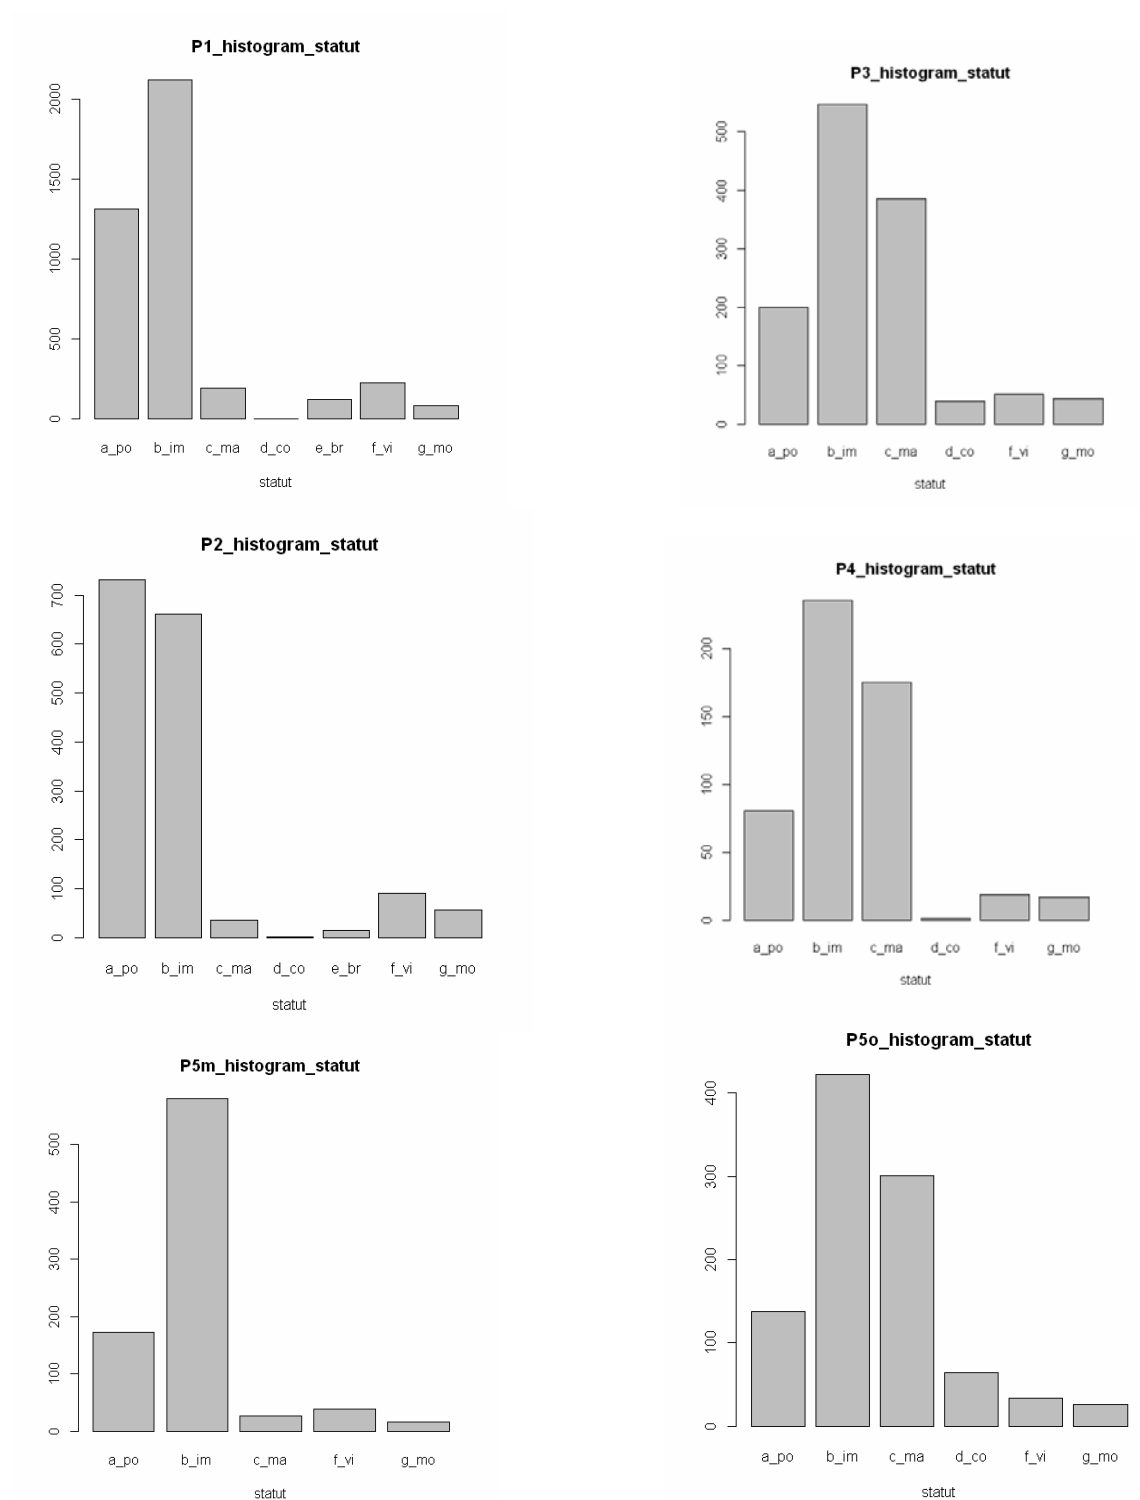 P1_histogram_statut
2000
1500
1000
500
0
a_po b_im c_ma d_co e_br f_vi g_mo
statut
P3_histogram_statut
500
400
300
200
100
0
a_po b_im c_ma d_co f_vi g_mo
statut
P2_histogram_statut
700
600
500
400
300
200
100
0
a_po b_im c_ma d_co e_br f_vi g_mo
statut
P4_histogram_statut
200
150
100
50
0
a_po b_im c_ma d_co f_vi g_mo
statut
P5m_histogram_statut
500
400
300
200
100
0
a_po b_im c_ma f_vi g_mo
statut
P5o_histogram_statut
400
300
200
100
0
a_po b_im c_ma d_co f_vi g_mo
statut